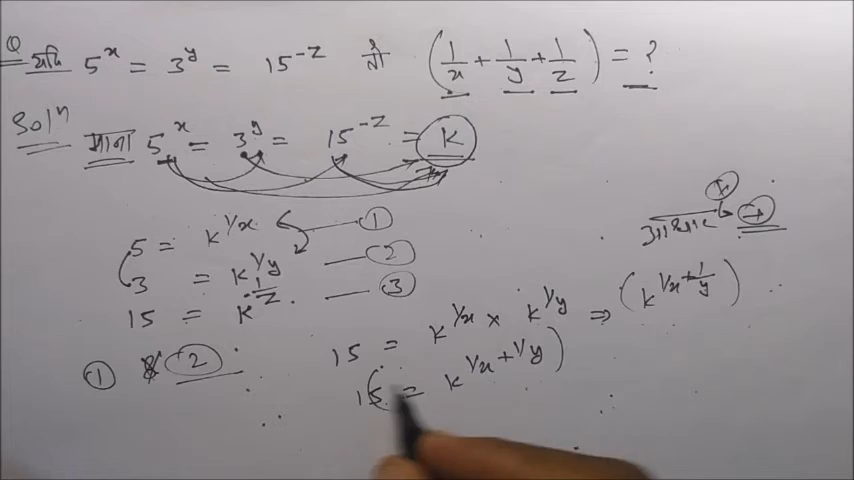 Q यदि 5^x = 3^y = 15^-z तो (1/x + 1/y + 1/z) = ?
Solⁿ माना 5^x = 3^y = 15^-z = K
5 = K^1/x — ①
3 = K^1/y — ②
15 = K^-1/z — ③
आधार x →
① & ② 15 = K^1/x × K^1/y ⇒ (K^1/x + 1/y)
15 = K^1/x + 1/y)